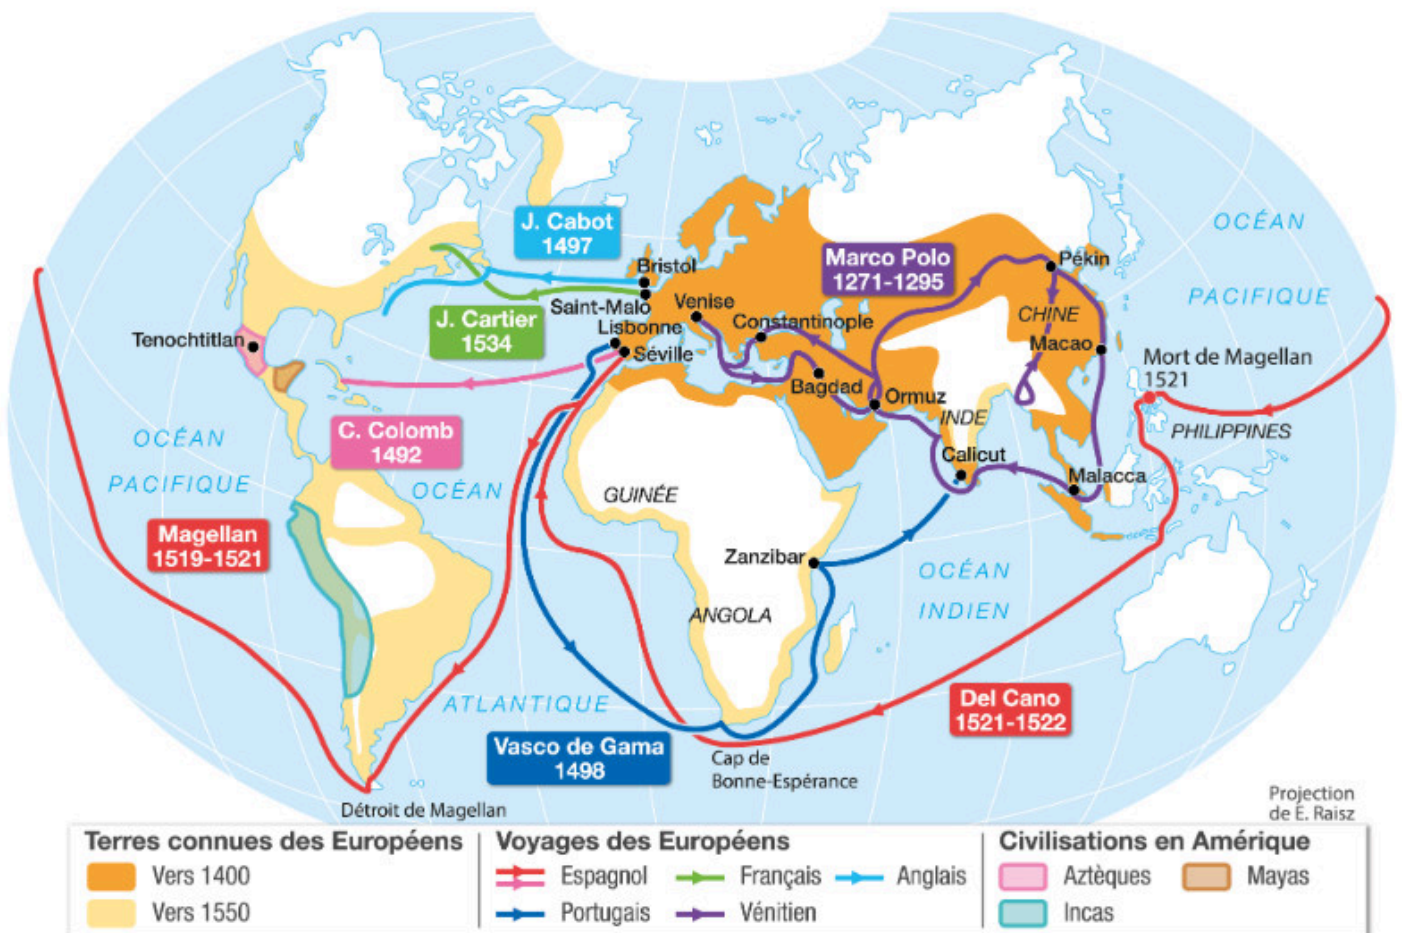 J. Cabot
1497
OCÉAN
PACIFIQUE
Marco Polo
1271-1295
Pékin
Bristol
Saint-Malo
Venise
CHINE
J. Cartier
1534
Lisbonne
Constantinople
Tenochtitlan
Séville
Macao
Mort de Magellan
1521
Bagdad
Ormuz
INDE
PHILIPPINES
C. Colomb
1492
OCÉAN
PACIFIQUE
Calicut
Malacca
OCÉAN
GUINÉE
Magellan
1519-1521
Zanzibar
OCÉAN
INDIEN
ANGOLA
ATLANTIQUE
Del Cano
1521-1522
Vasco de Gama
1498
Cap de
Bonne-Espérance
Détroit de Magellan
Projection
de E. Raisz
Terres connues des Européens
Vers 1400
Vers 1550
Voyages des Européens
Espagnol
Français
Anglais
Portugais
Vénitien
Civilisations en Amérique
Aztèques
Mayas
Incas